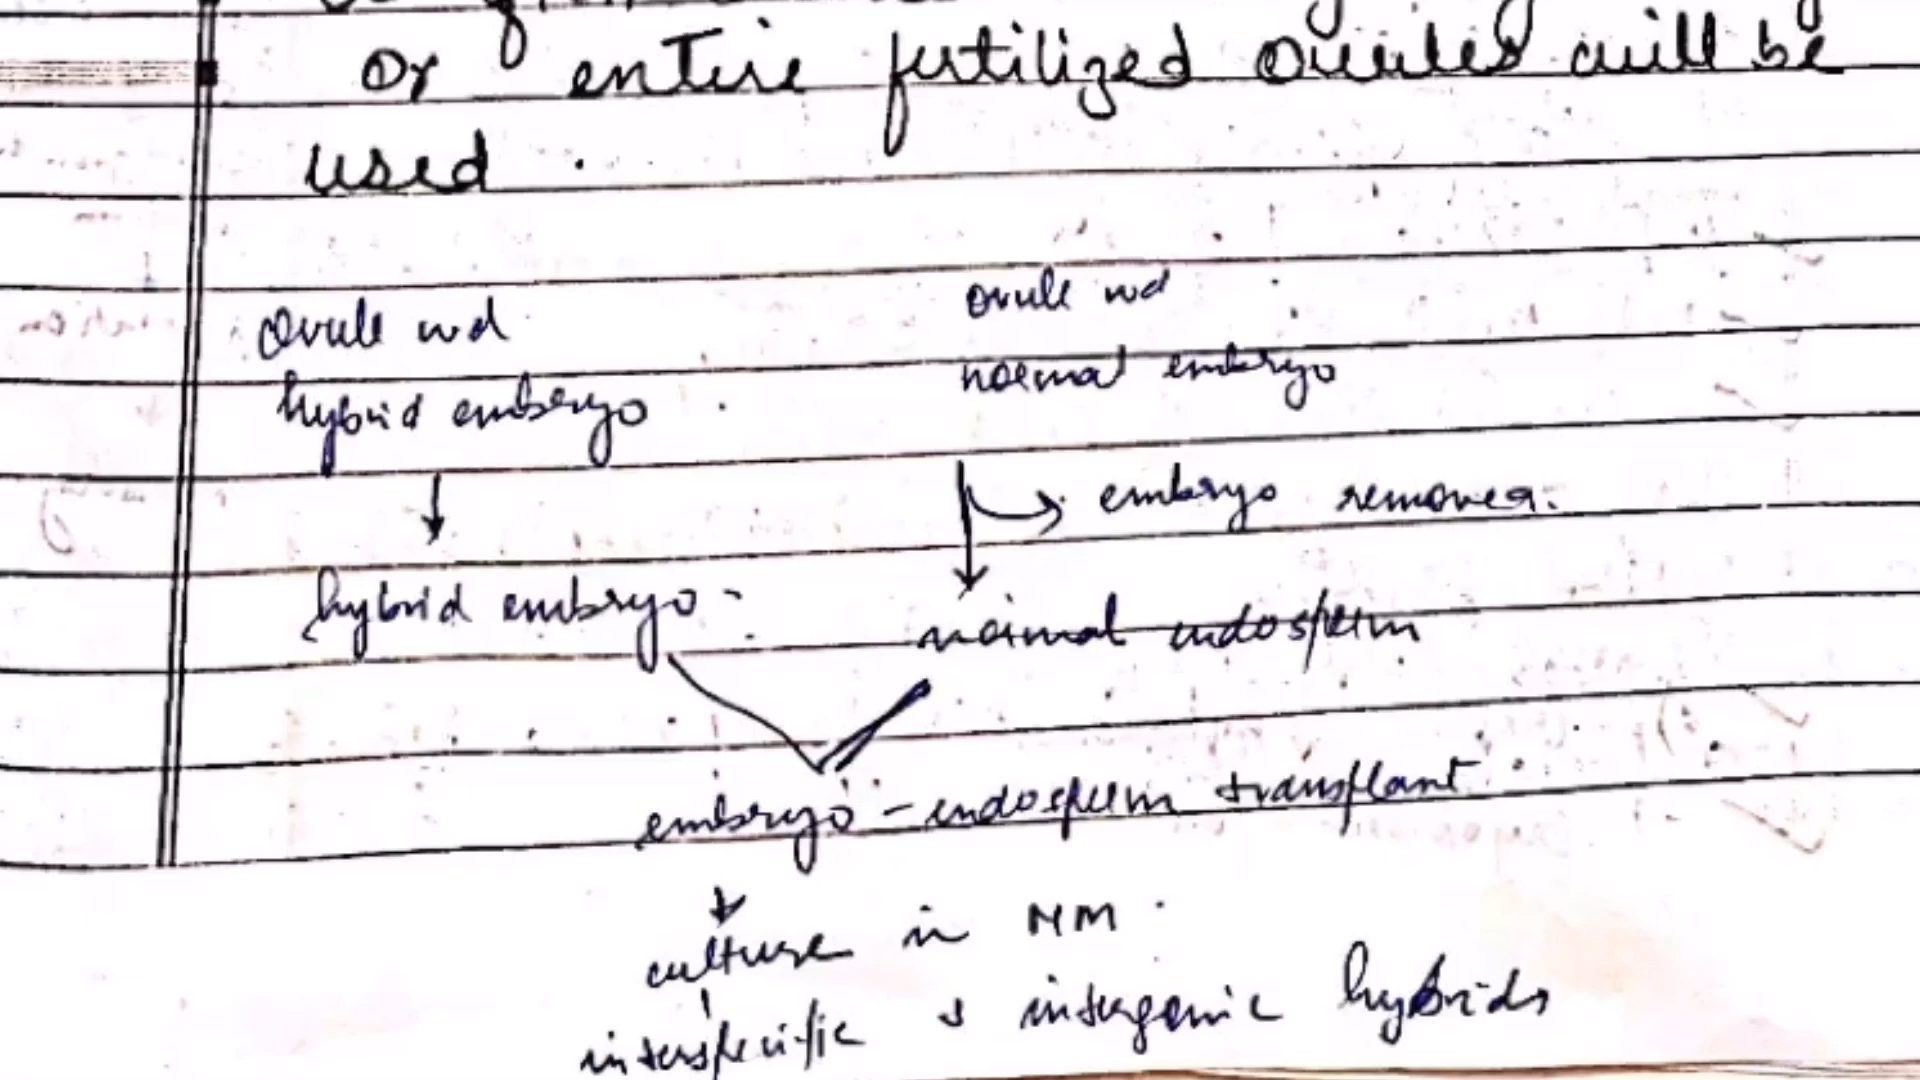 or entire fertilized ovules will be
used.
ovule wd
hybrid embryo
ovule wd
normal embryo
embryo removed.
hybrid embryo
normal endosperm
embryo-endosperm transplant
culture in NM
interspecific & intergenic hybrids